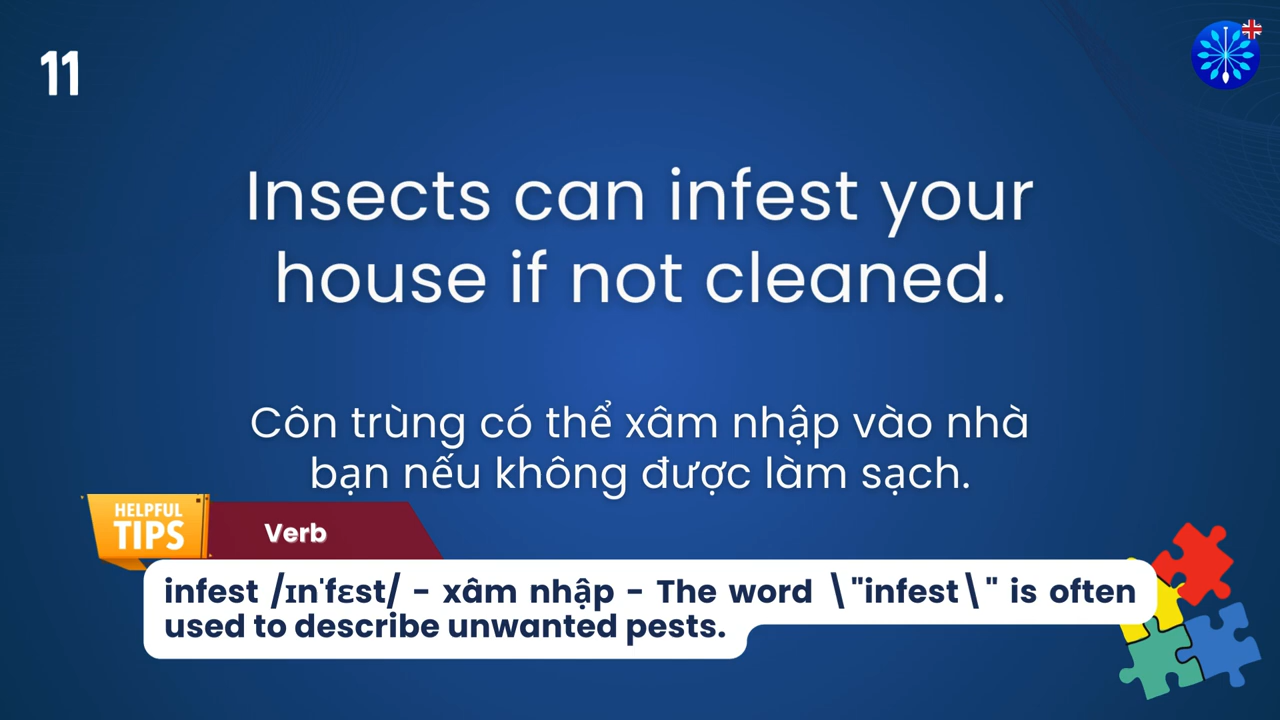 11
Insects can infest your
house if not cleaned.
Côn trùng có thể xâm nhập vào nhà
bạn nếu không được làm sạch.
HELPFUL
TIPS
Verb
infest /ɪnˈfɛst/ - xâm nhập - The word \"infest\" is often
used to describe unwanted pests.